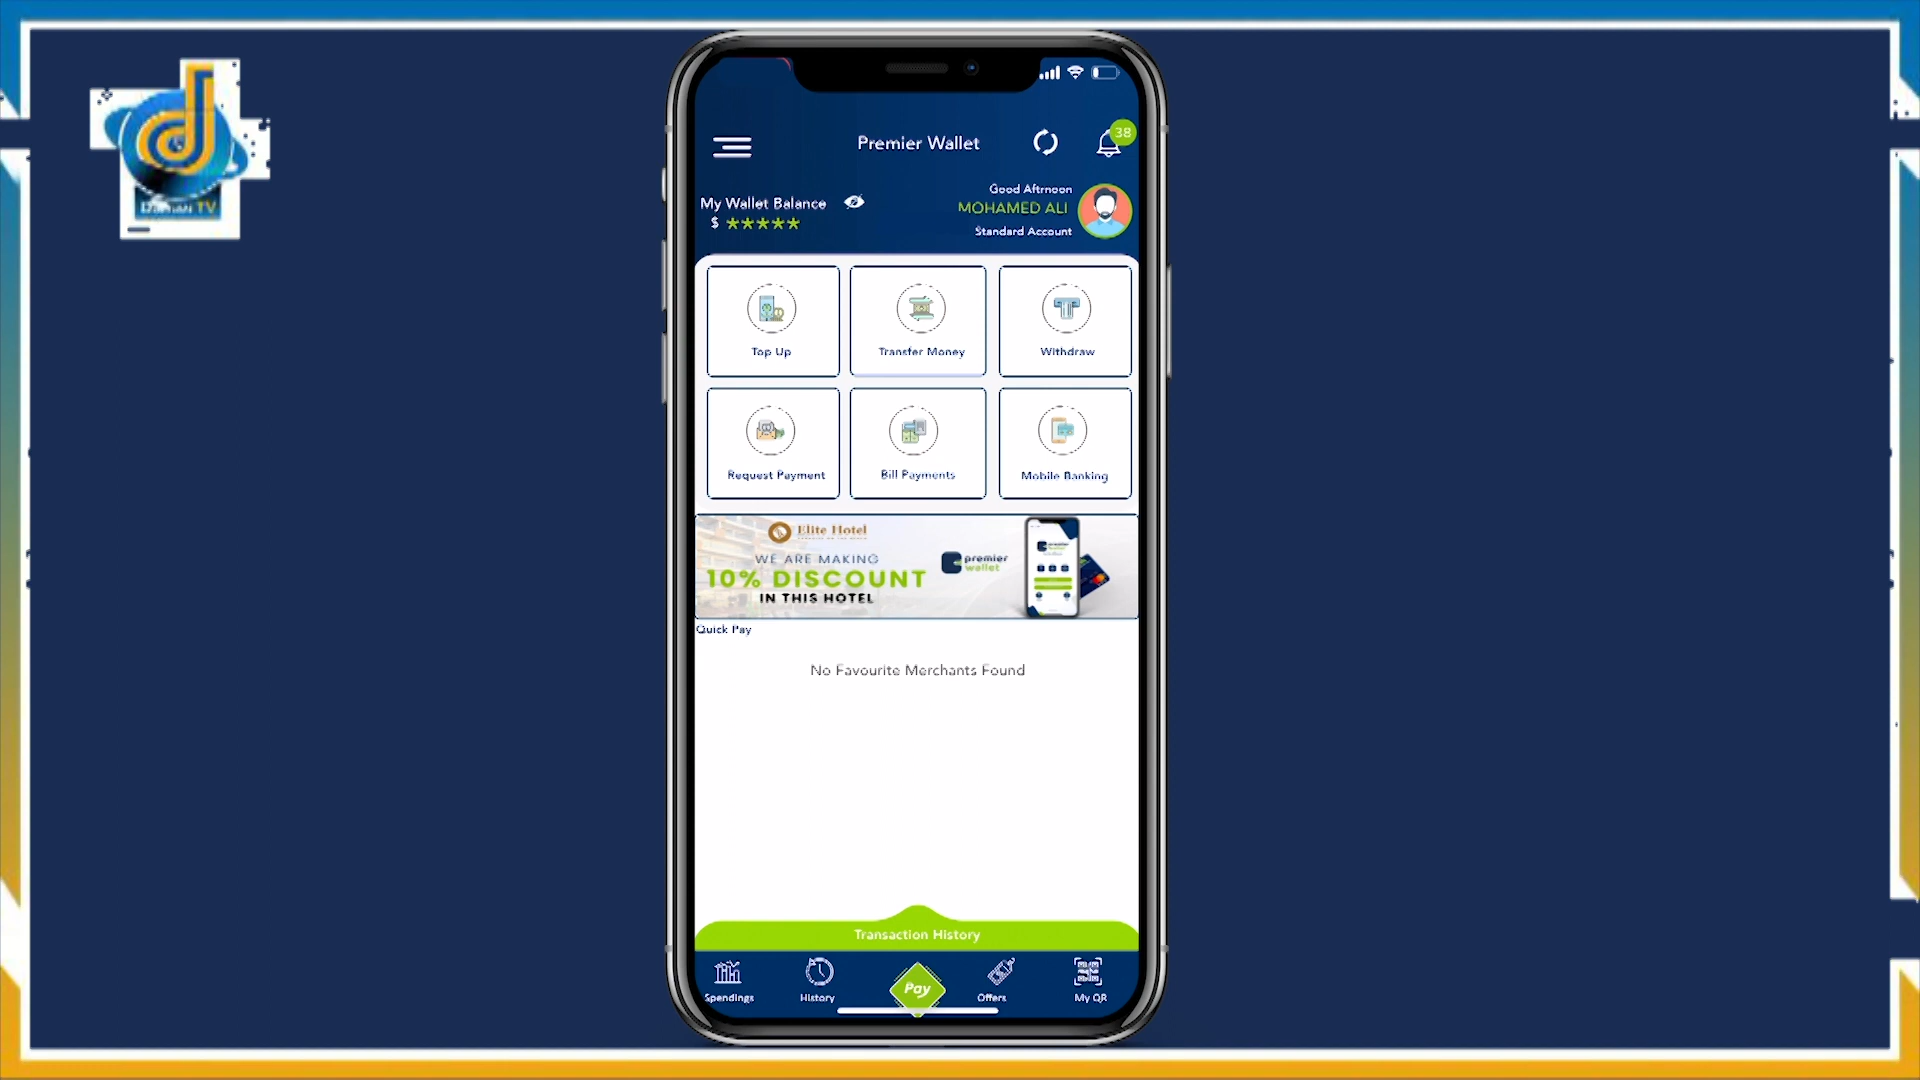 38
Premier Wallet
Good Aftrnoon
My Wallet Balance
MOHAMED ALI
$ *****
Standard Account
Top Up
Transfer Money
Withdraw
Request Payment
Bill Payments
Mobile Banking
Elite Hotel
WE ARE MAKING
10% DISCOUNT
IN THIS HOTEL
premier
wallet
Quick Pay
No Favourite Merchants Found
Transaction History
Spendings
History
Pay
Offers
My QR
TV